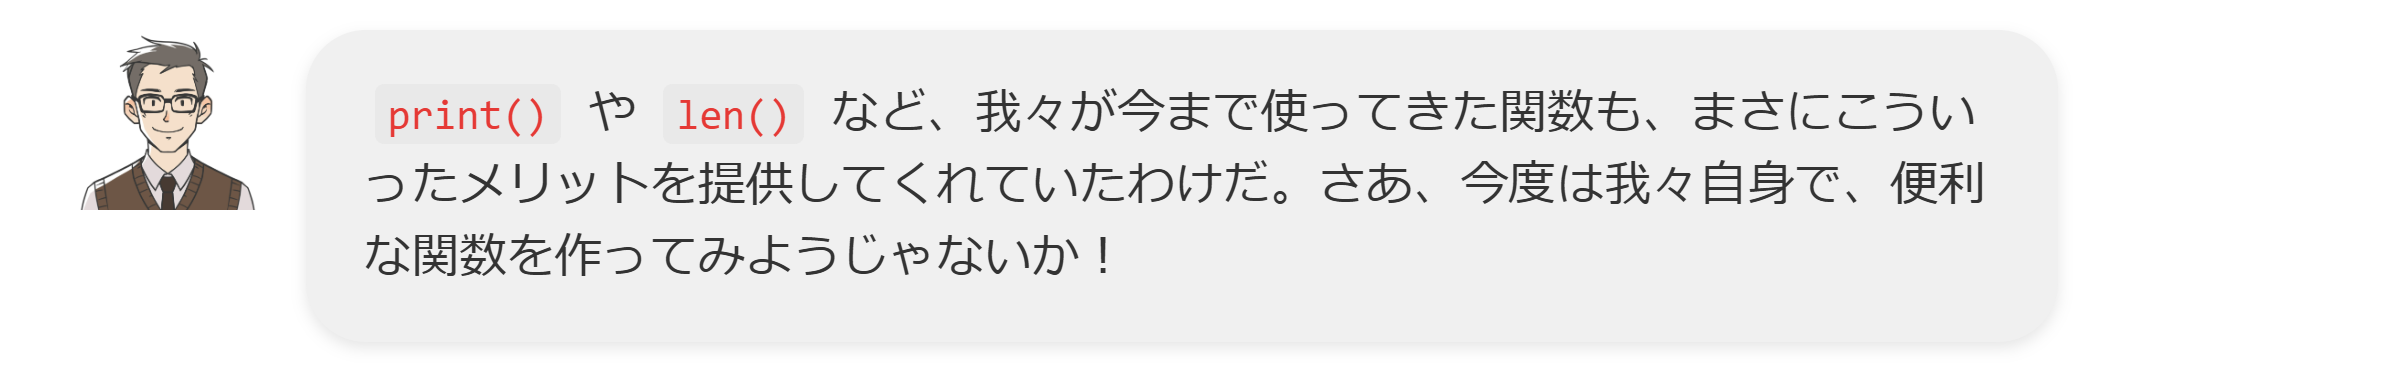 print() や len() など、我々が今まで使ってきた関数も、まさにこうい
ったメリットを提供してくれていたわけだ。さあ、今度は我々自身で、便利
な関数を作ってみようじゃないか！